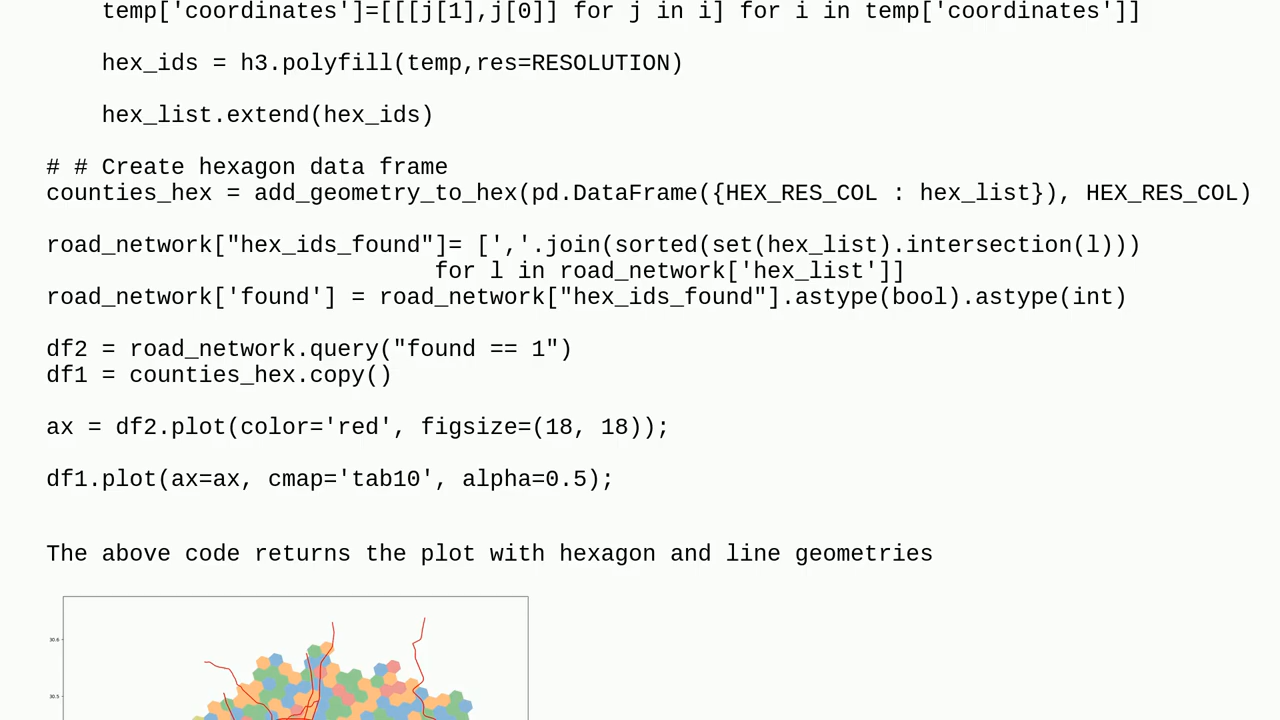 temp['coordinates']=[[[j[1],j[0]] for j in i] for i in temp['coordinates']]
hex_ids = h3.polyfill(temp,res=RESOLUTION)
hex_list.extend(hex_ids)
# # Create hexagon data frame
counties_hex = add_geometry_to_hex(pd.DataFrame({HEX_RES_COL : hex_list}), HEX_RES_COL)
road_network["hex_ids_found"]= [','.join(sorted(set(hex_list).intersection(l)))
for l in road_network['hex_list']]
road_network['found'] = road_network["hex_ids_found"].astype(bool).astype(int)
df2 = road_network.query("found == 1")
df1 = counties_hex.copy()
ax = df2.plot(color='red', figsize=(18, 18));
df1.plot(ax=ax, cmap='tab10', alpha=0.5);
The above code returns the plot with hexagon and line geometries
30.6
30.5